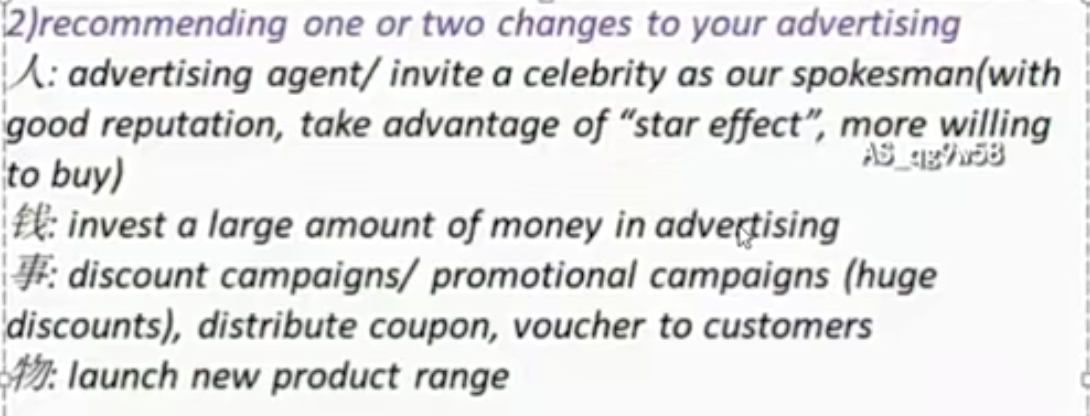 2)recommending one or two changes to your advertising
人: advertising agent/ invite a celebrity as our spokesman(with
good reputation, take advantage of “star effect”, more willing
AS_qg9w58
to buy)
钱: invest a large amount of money in advertising
事: discount campaigns/ promotional campaigns (huge
discounts), distribute coupon, voucher to customers
物: launch new product range